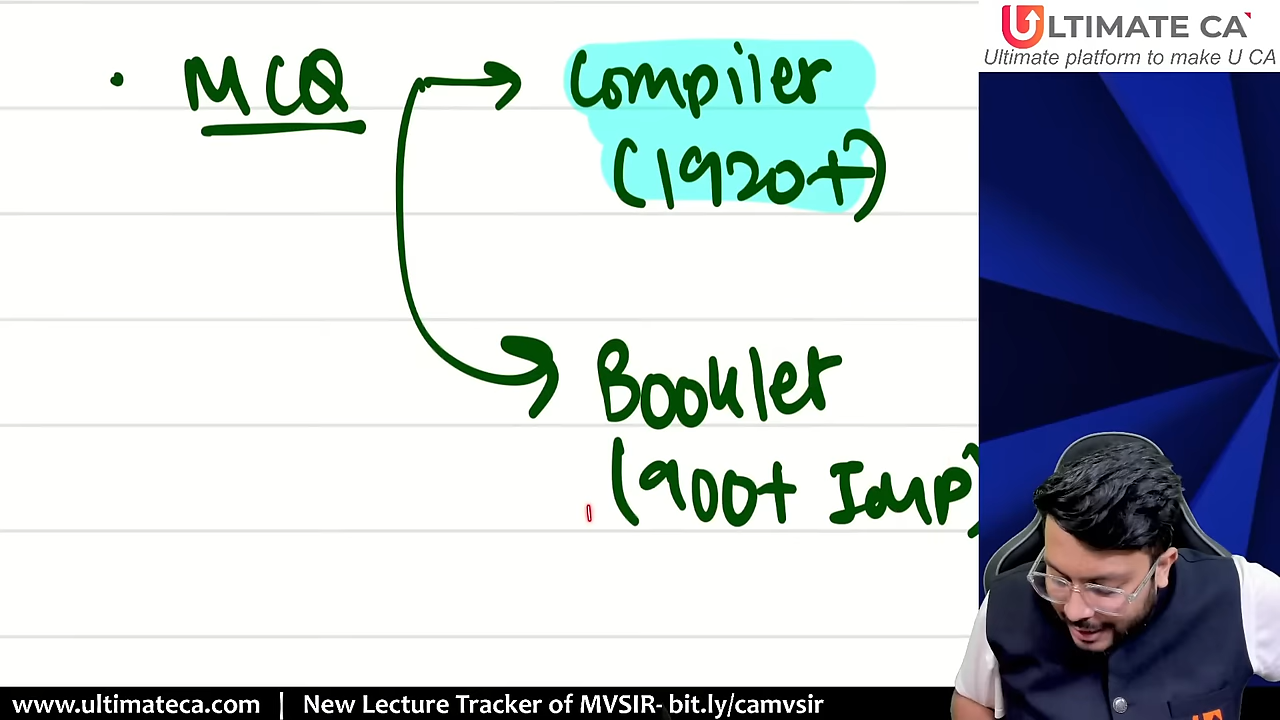 • MCQ → Compiler
(1920+)
Booklet
(900+ Imp)
ULTIMATE CA
Ultimate platform to make U CA
www.ultimateca.com | New Lecture Tracker of MVSIR- bit.ly/camvsir